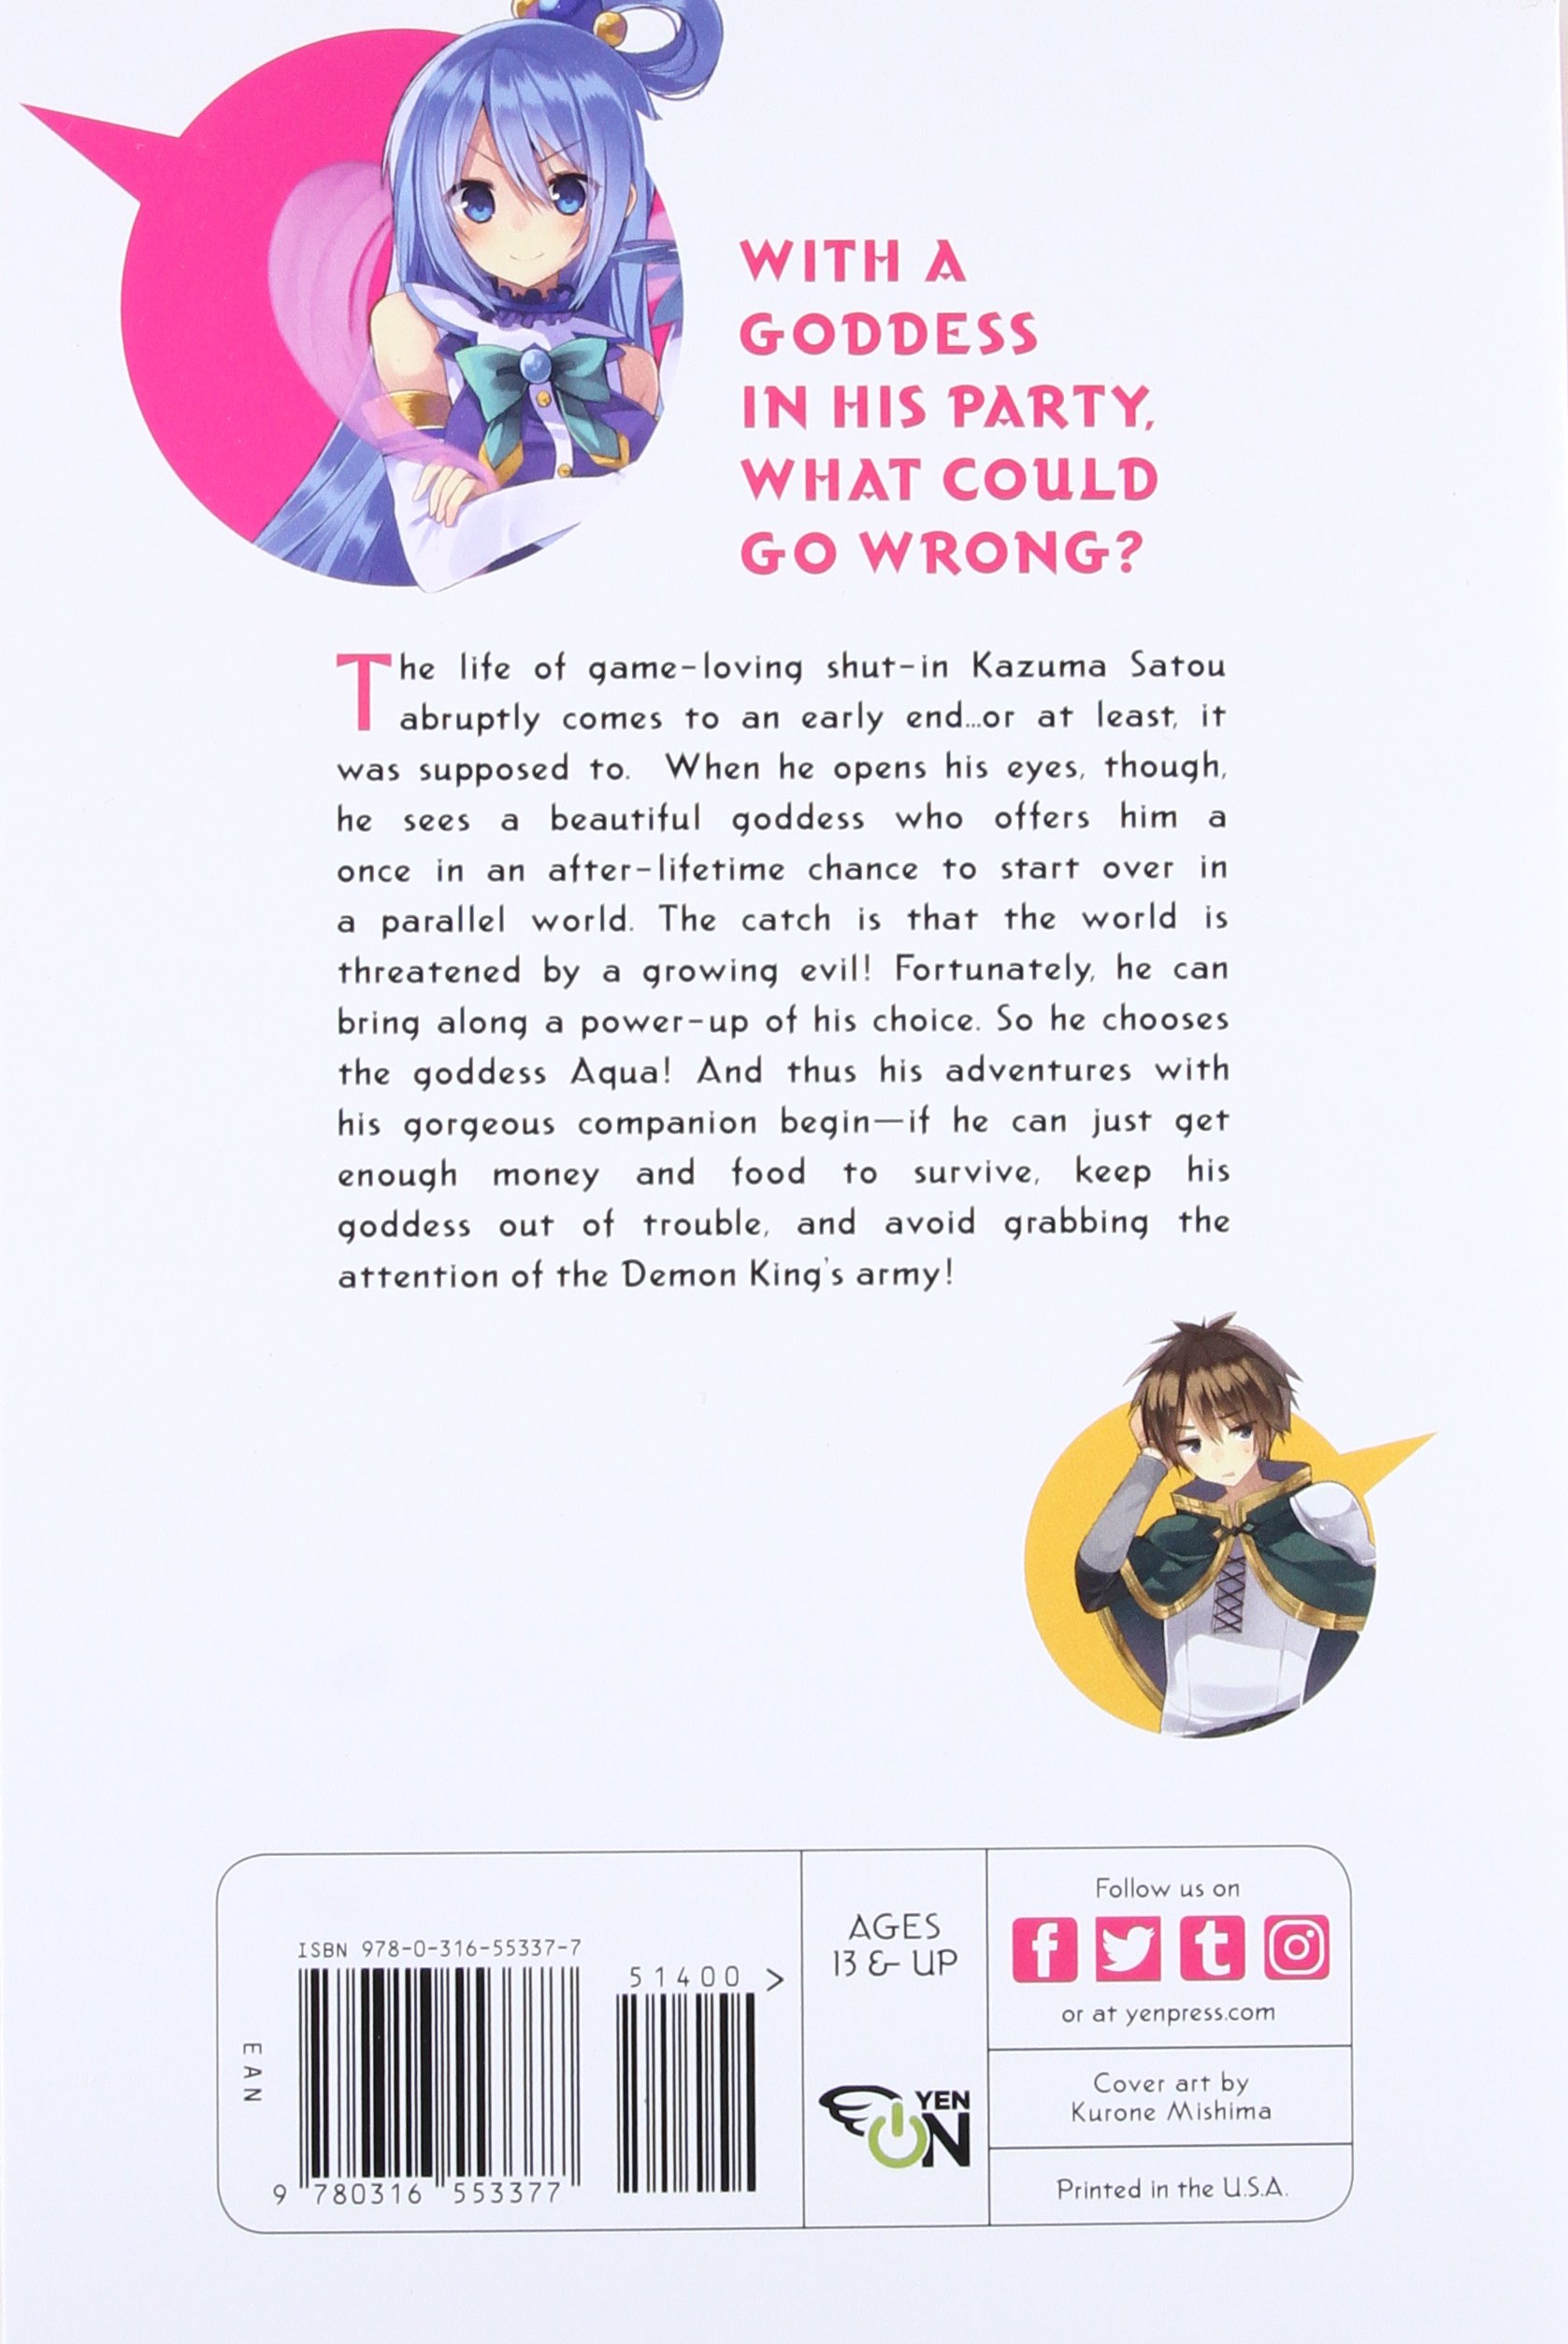 WITH A
GODDESS
IN HIS PARTY,
WHAT COULD
GO WRONG?
The life of game-loving shut-in Kazuma Satou
abruptly comes to an early end...or at least, it
was supposed to. When he opens his eyes, though,
he sees a beautiful goddess who offers him a
once in an after-lifetime chance to start over in
a parallel world. The catch is that the world is
threatened by a growing evil! Fortunately, he can
bring along a power-up of his choice. So he chooses
the goddess Aqua! And thus his adventures with
his gorgeous companion begin—if he can just get
enough money and food to survive, keep his
goddess out of trouble, and avoid grabbing the
attention of the Demon King's army!
ISBN 978-0-316-55337-7
51400 >
EAN
9 780316 553377
AGES
13 & UP
YEN
ON
Follow us on
f t
or at yenpress.com
Cover art by
Kurone Mishima
Printed in the U.S.A.